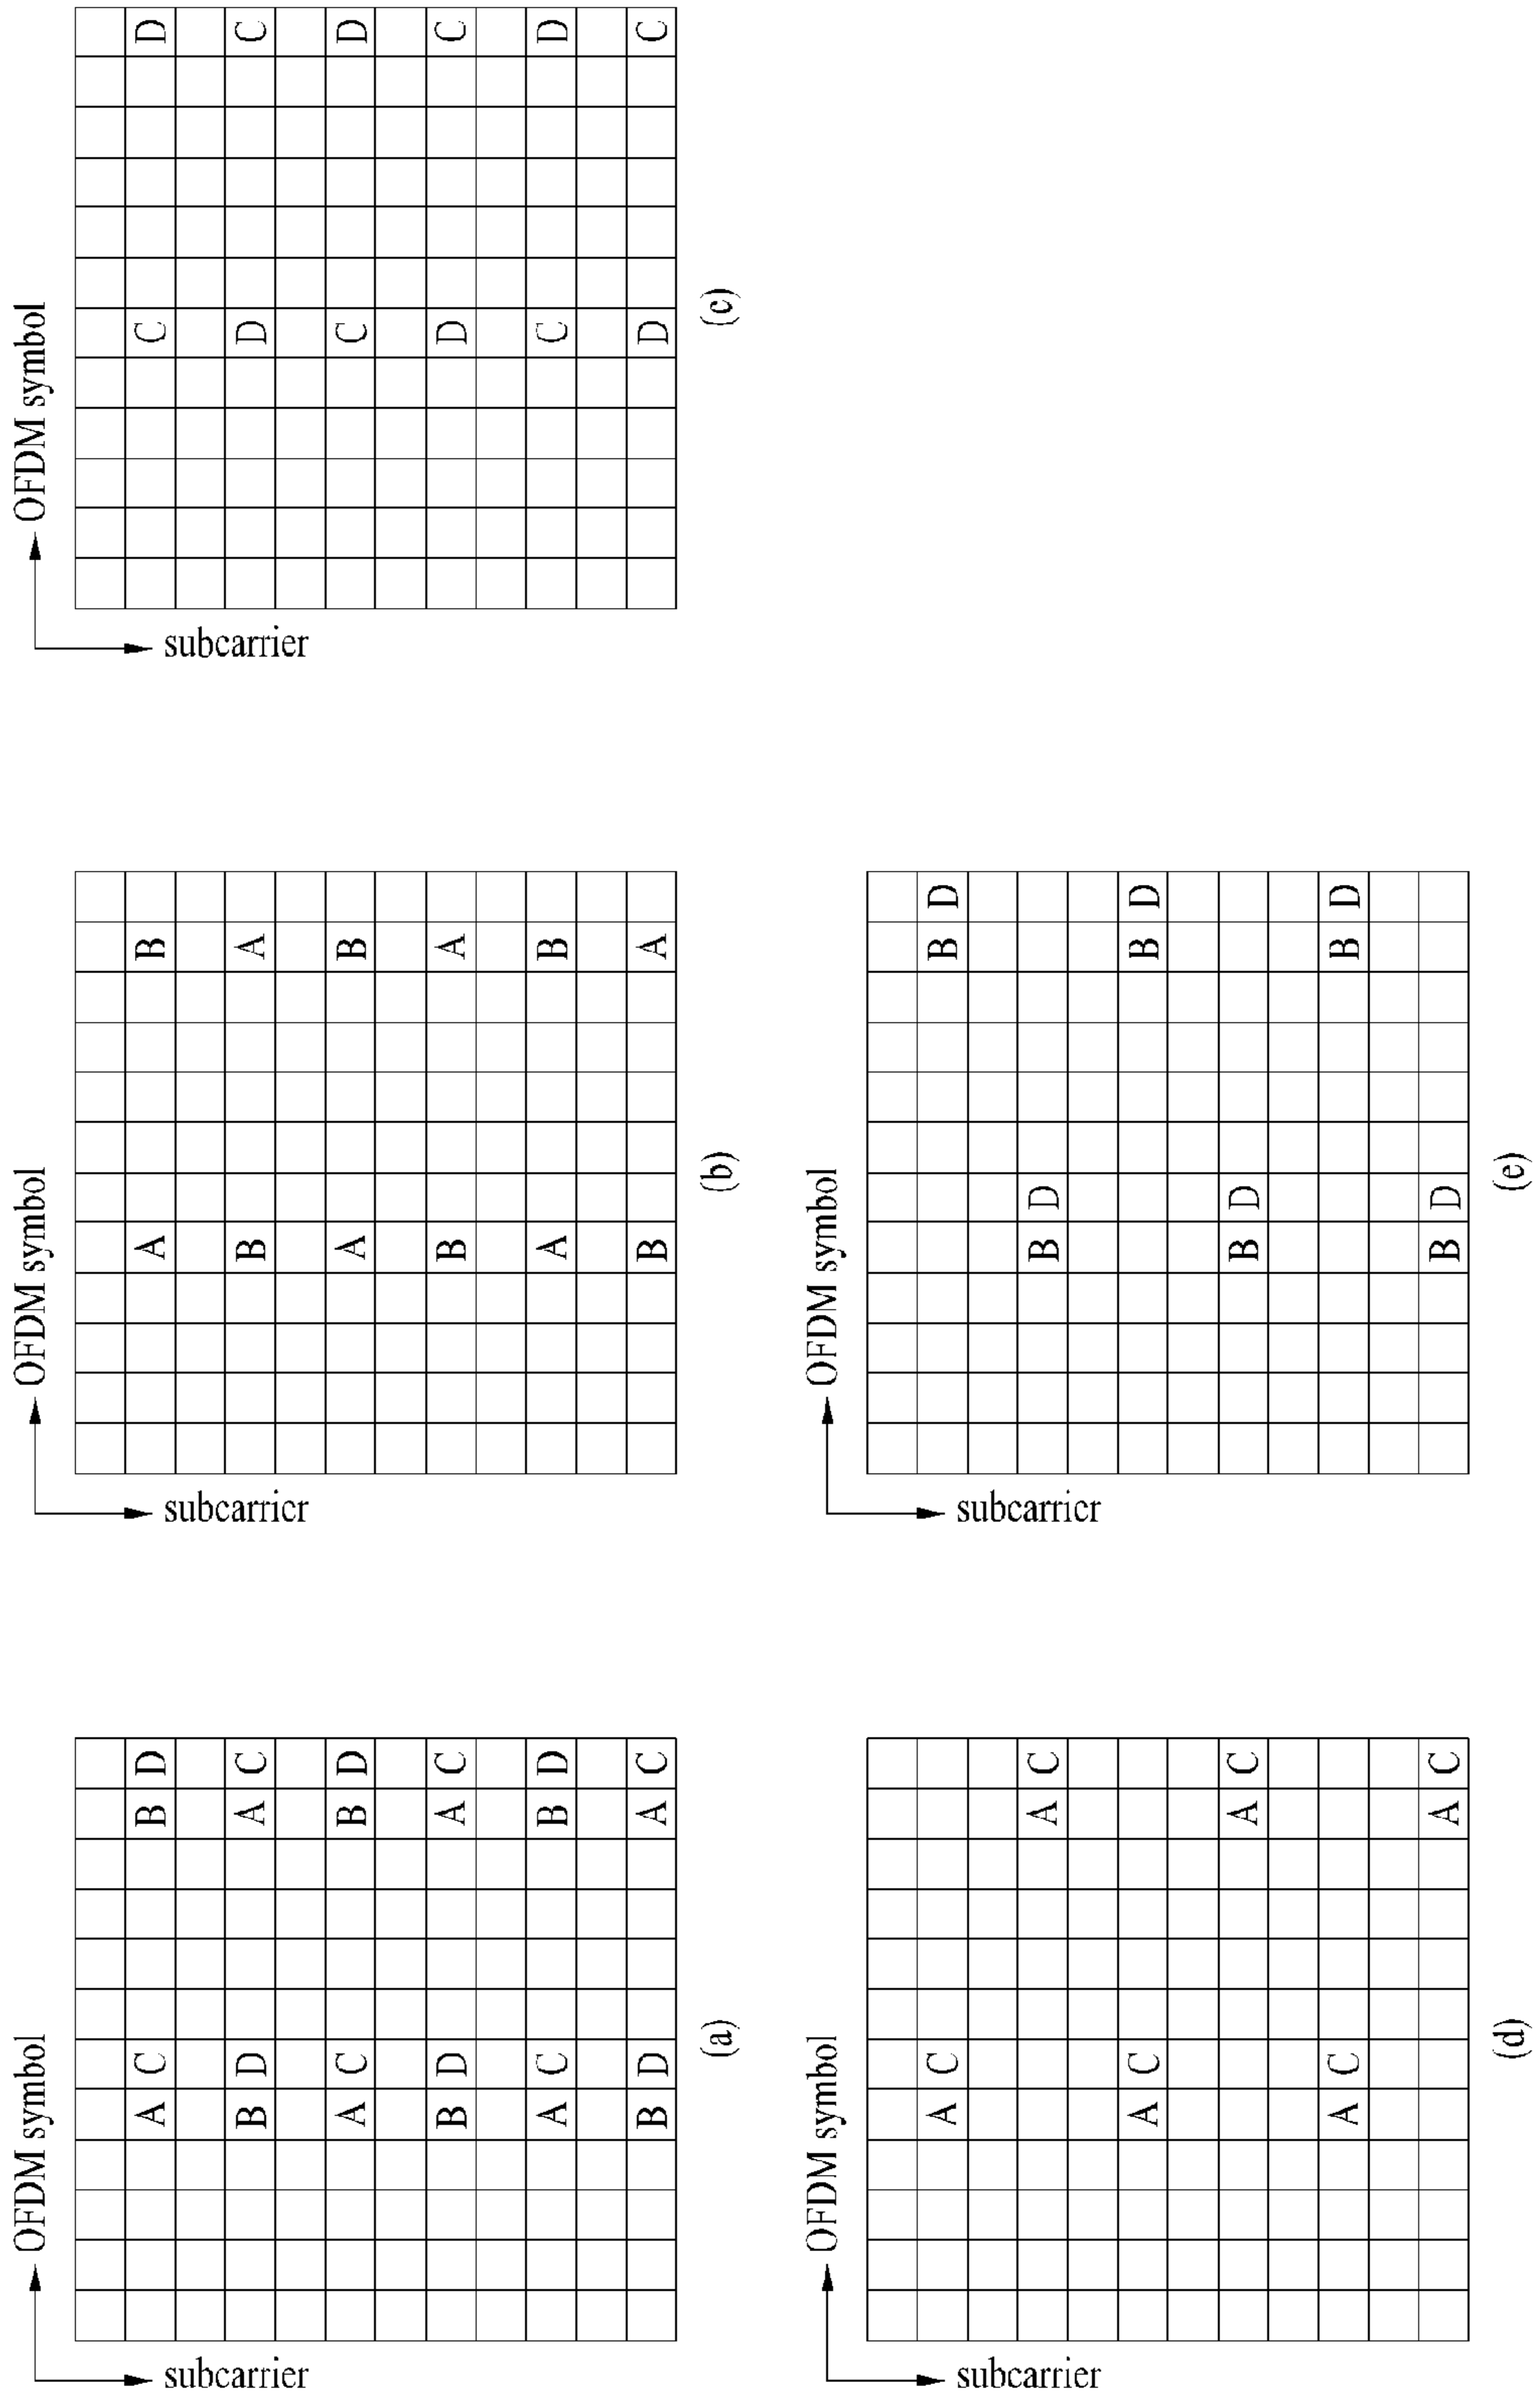 OFDM symbol
subcarrier
A C B D
B D A C
A C B D
B D A C
A C B D
B D A C
(a)
OFDM symbol
subcarrier
A B
B A
A B
B A
A B
B A
(b)
OFDM symbol
subcarrier
C D
D C
C D
D C
C D
D C
(c)
OFDM symbol
subcarrier
A C
A C
A C
A C
A C
A C
(d)
OFDM symbol
subcarrier
B D
B D
B D
B D
B D
B D
(e)